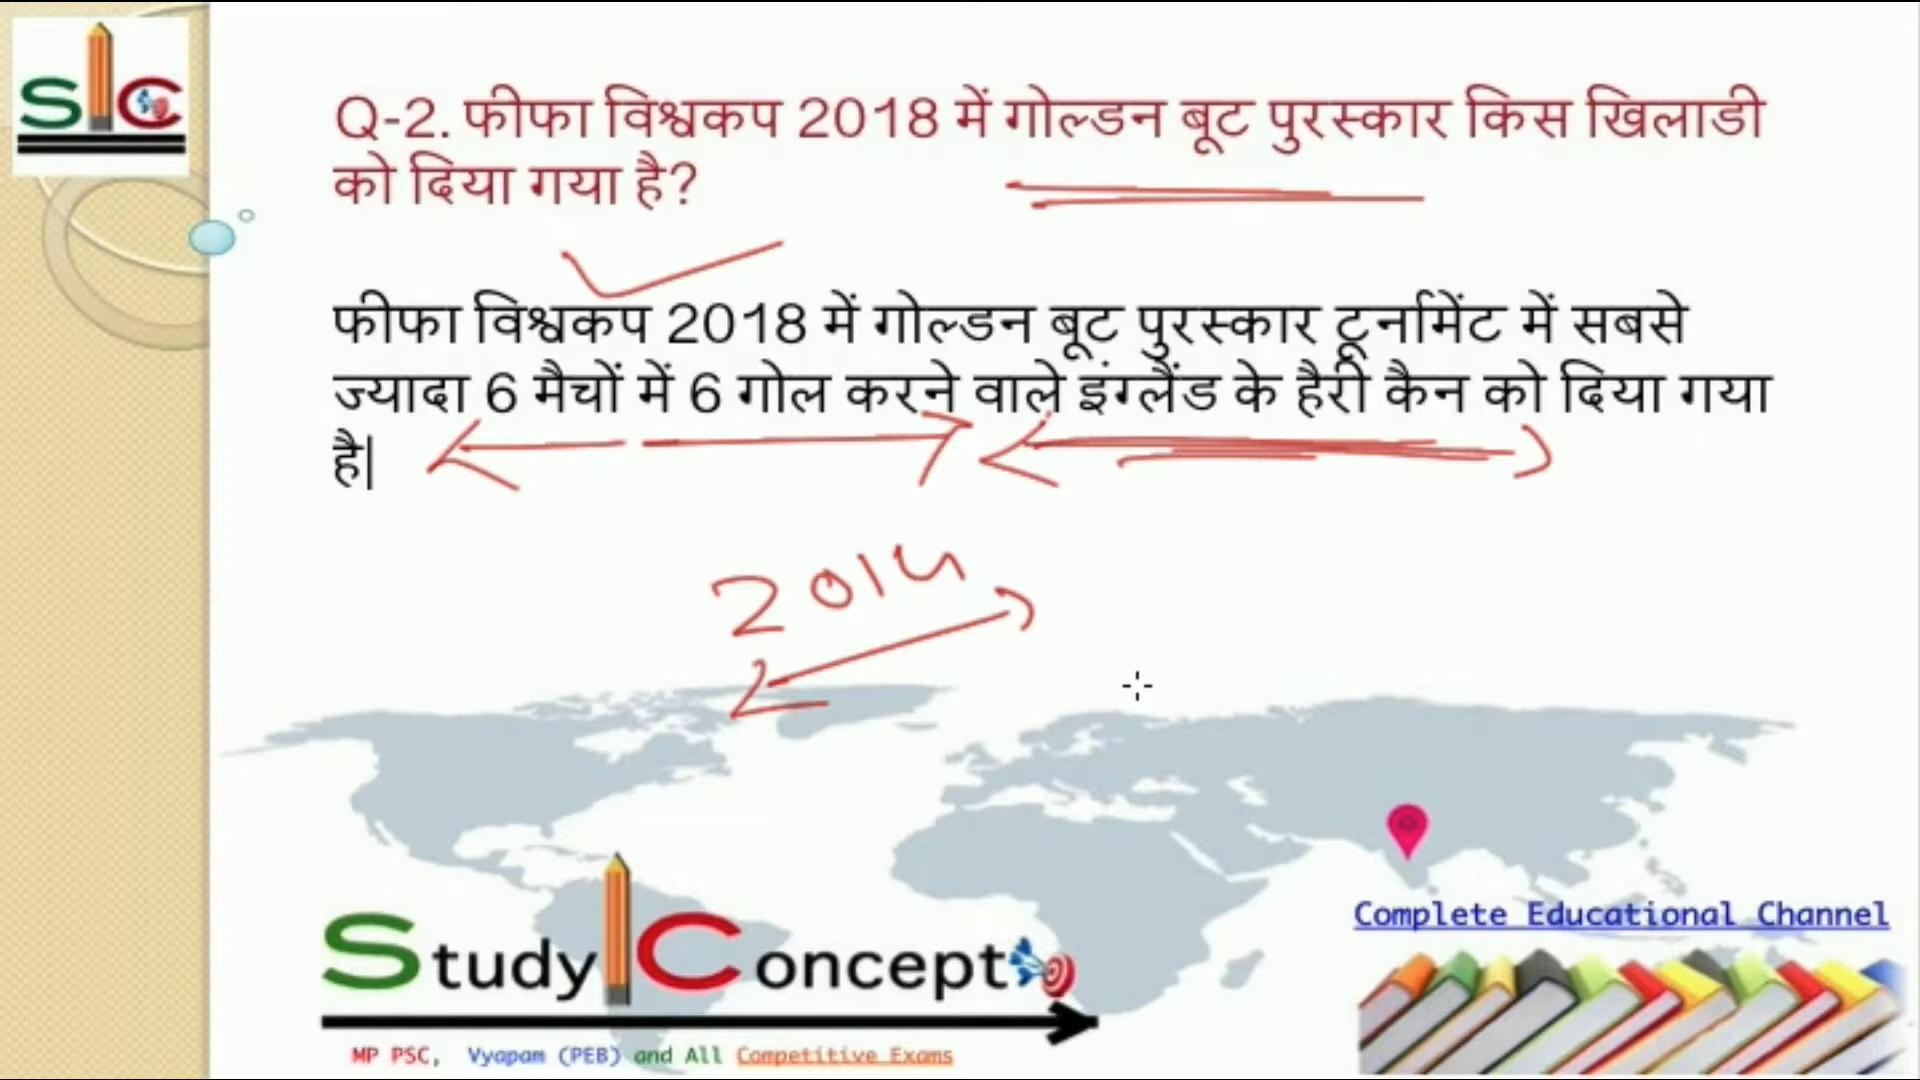 SIC
Q-2. फीफा विश्वकप 2018 में गोल्डन बूट पुरस्कार किस खिलाडी
को दिया गया है?
फीफा विश्वकप 2018 में गोल्डन बूट पुरस्कार टूर्नामेंट में सबसे
ज्यादा 6 मैचों में 6 गोल करने वाले इंग्लैंड के हैरी कैन को दिया गया
है|
2014
Complete Educational Channel
Study Concept
MP PSC, Vyapam (PEB) and All Competitive Exams